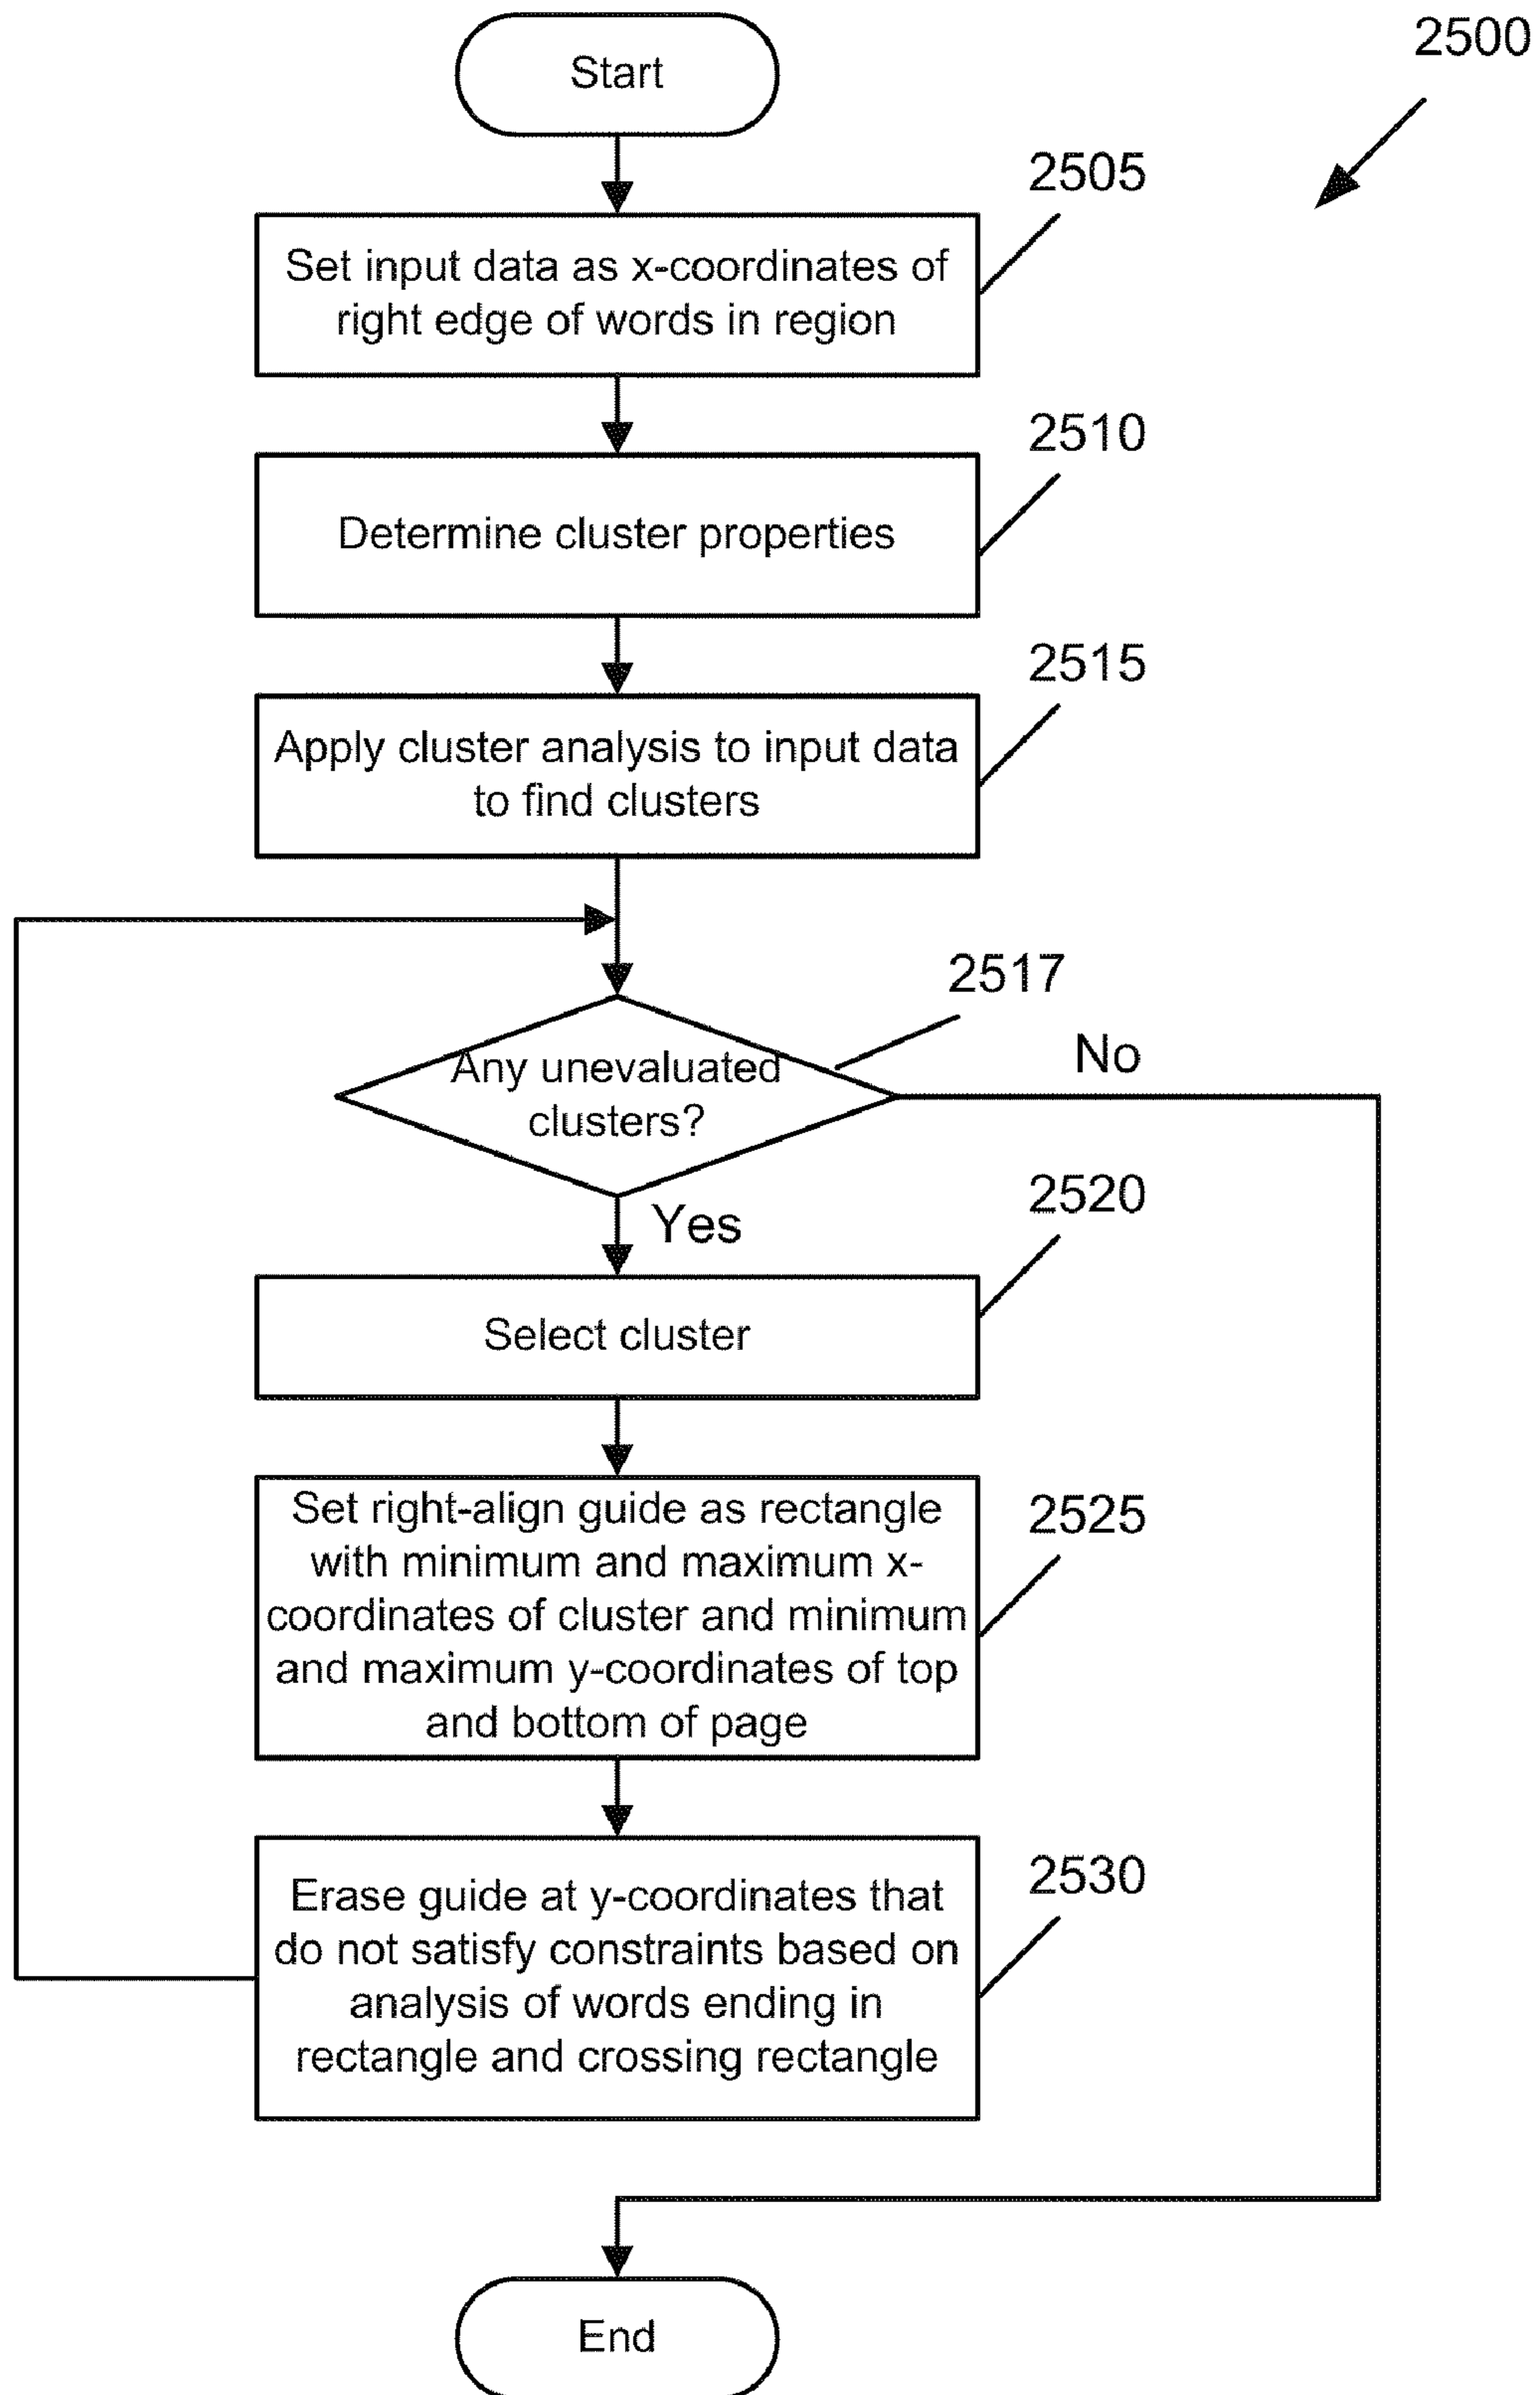 Start
2500
2505
Set input data as x-coordinates of
right edge of words in region
2510
Determine cluster properties
2515
Apply cluster analysis to input data
to find clusters
2517
Any unevaluated
clusters?
No
Yes
2520
Select cluster
2525
Set right-align guide as rectangle
with minimum and maximum x-
coordinates of cluster and minimum
and maximum y-coordinates of top
and bottom of page
2530
Erase guide at y-coordinates that
do not satisfy constraints based on
analysis of words ending in
rectangle and crossing rectangle
End